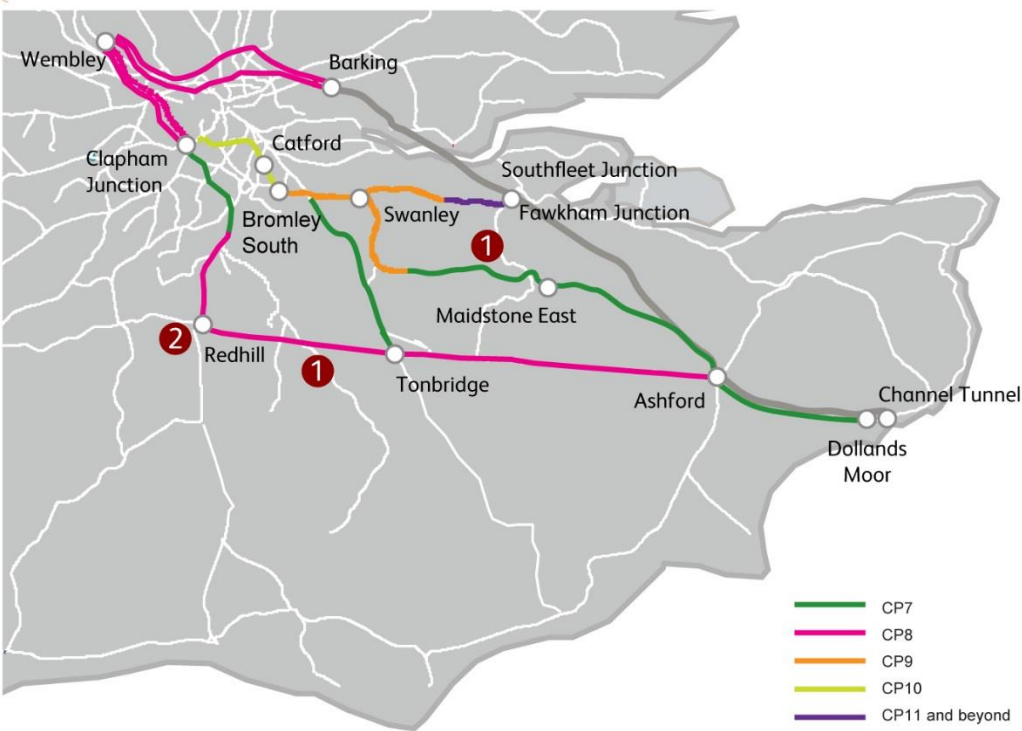 Wembley
Barking
Clapham
Junction
Catford
Southfleet Junction
Bromley
South
Swanley
Fawkham Junction
1
Maidstone East
2
Redhill
1
Tonbridge
Ashford
Channel Tunnel
Dollands
Moor
CP7
CP8
CP9
CP10
CP11 and beyond